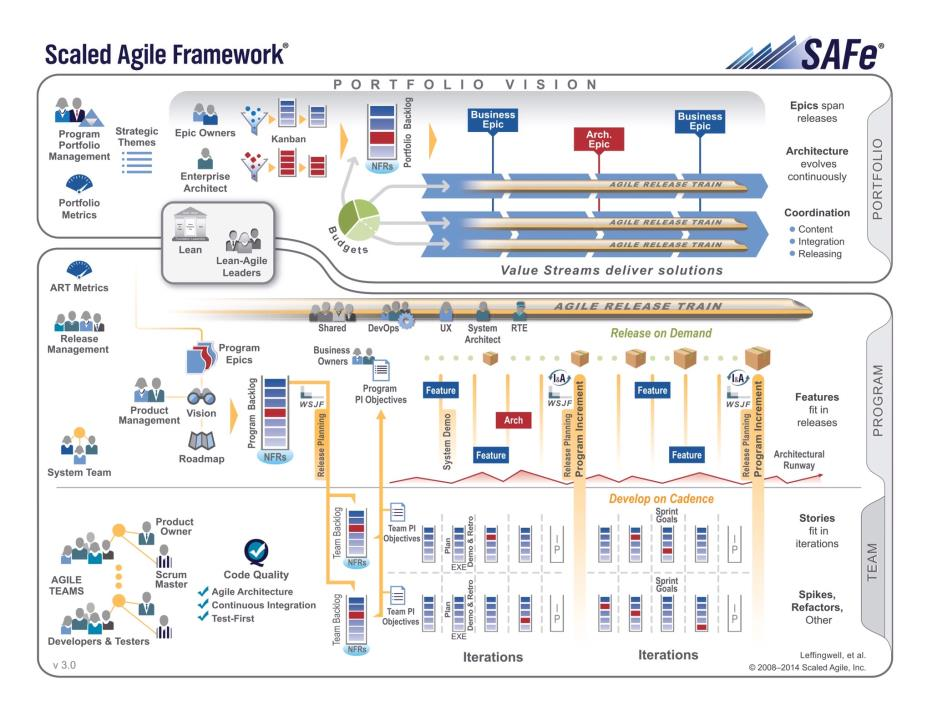 Scaled Agile Framework®
SAFe®
PORTFOLIO VISION
Program
Portfolio
Management
Strategic
Themes
Portfolio
Metrics
Epic Owners
Enterprise
Architect
Kanban
Portfolio Backlog
NFRs
Business
Epic
Arch.
Epic
Business
Epic
AGILE RELEASE TRAIN
AGILE RELEASE TRAIN
AGILE RELEASE TRAIN
Budgets
Value Streams deliver solutions
Epics span
releases
Architecture
evolves
continuously
Coordination
Content
Integration
Releasing
PORTFOLIO
Lean
Lean-Agile
Leaders
ART Metrics
Release
Management
AGILE RELEASE TRAIN
Shared
DevOps
UX
System
Architect
RTE
Release on Demand
Program
Epics
Business
Owners
Program
PI Objectives
Product
Management
Vision
Roadmap
Program Backlog
NFRs
WSJF
Release Planning
Feature
System Demo
Arch
Feature
I&A
WSJF
Release Planning
Program Increment
Feature
Feature
I&A
WSJF
Release Planning
Program Increment
Architectural
Runway
Features
fit in
releases
PROGRAM
System Team
Develop on Cadence
Product
Owner
Scrum
Master
AGILE
TEAMS
Developers & Testers
Code Quality
Agile Architecture
Continuous Integration
Test-First
Team Backlog
NFRs
Team PI
Objectives
Plan
EXE
Demo & Retro
I
P
Sprint
Goals
I
P
Team Backlog
NFRs
Team PI
Objectives
Plan
EXE
Demo & Retro
I
P
Sprint
Goals
I
P
Iterations
Iterations
Stories
fit in
iterations
Spikes,
Refactors,
Other
TEAM
v 3.0
Leffingwell, et al.
© 2008–2014 Scaled Agile, Inc.